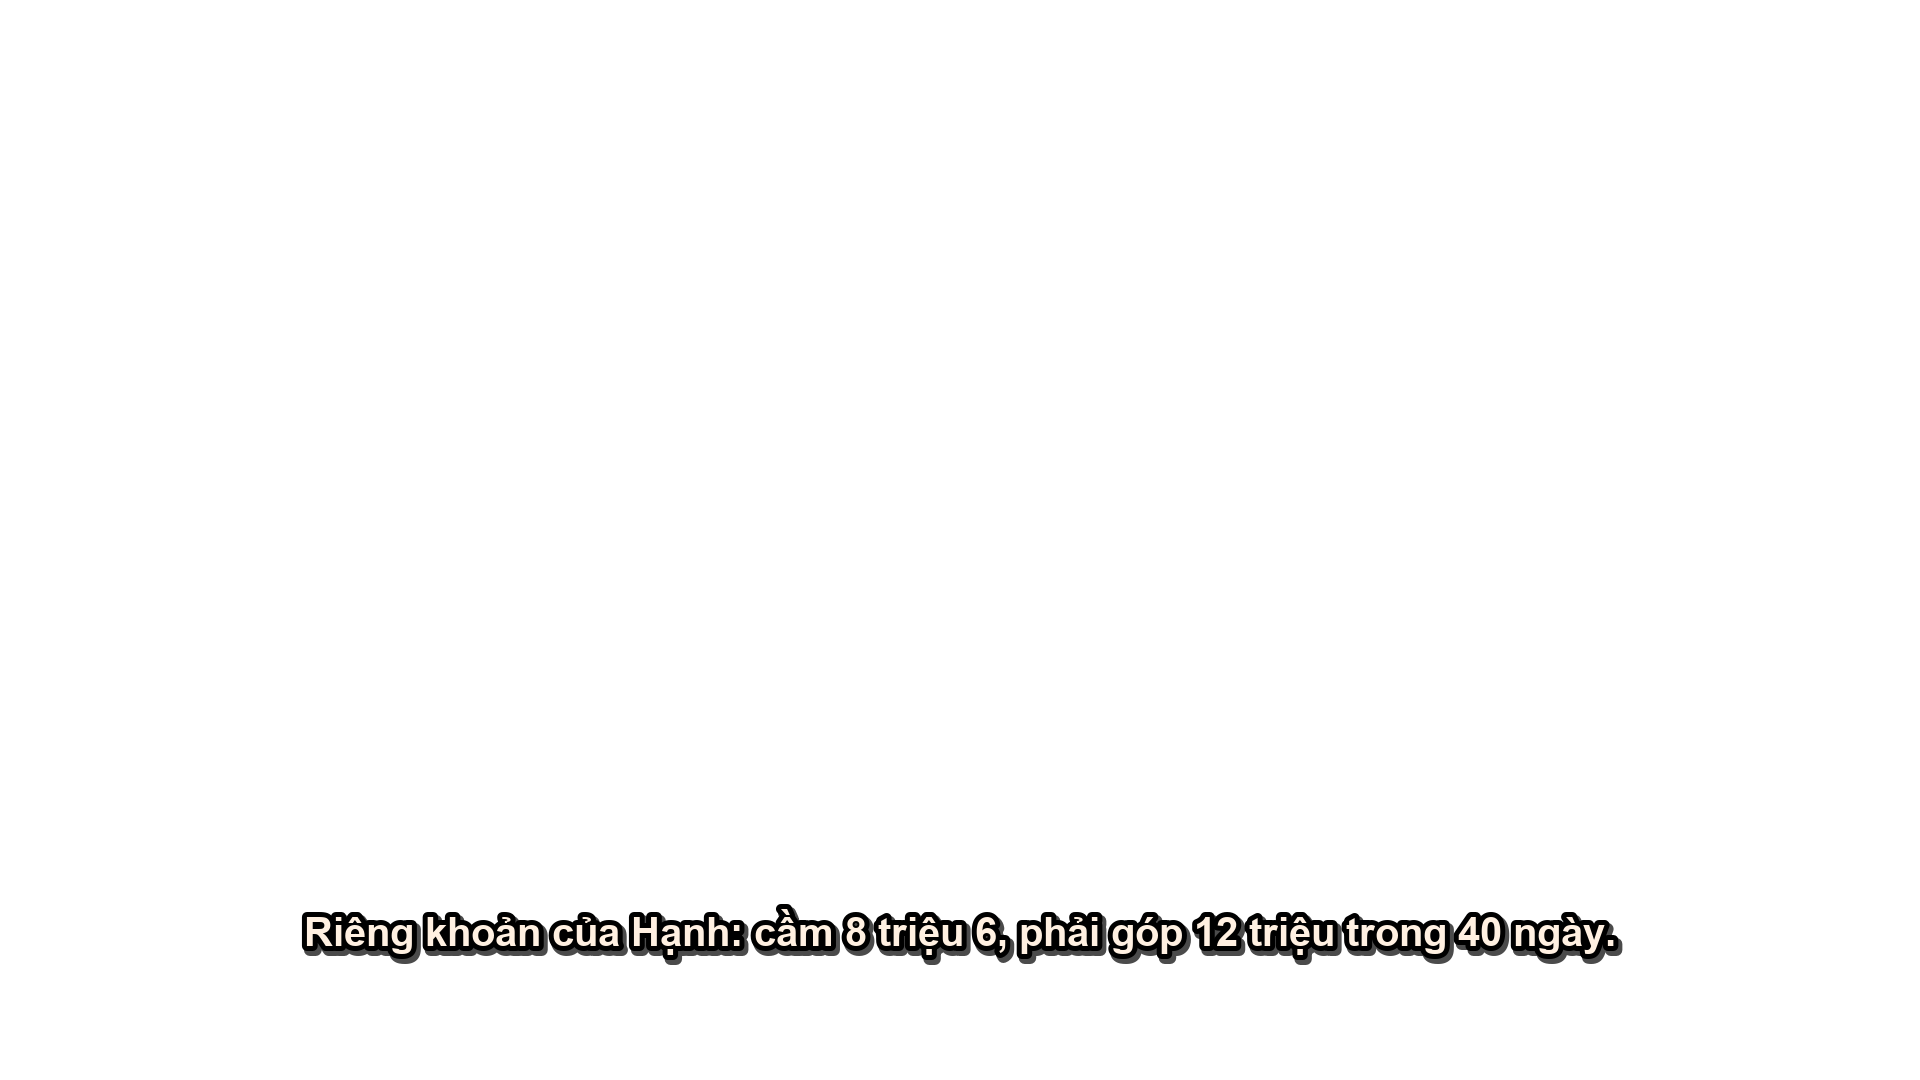 Riêng khoản của Hạnh: cầm 8 triệu 6, phải góp 12 triệu trong 40 ngày.